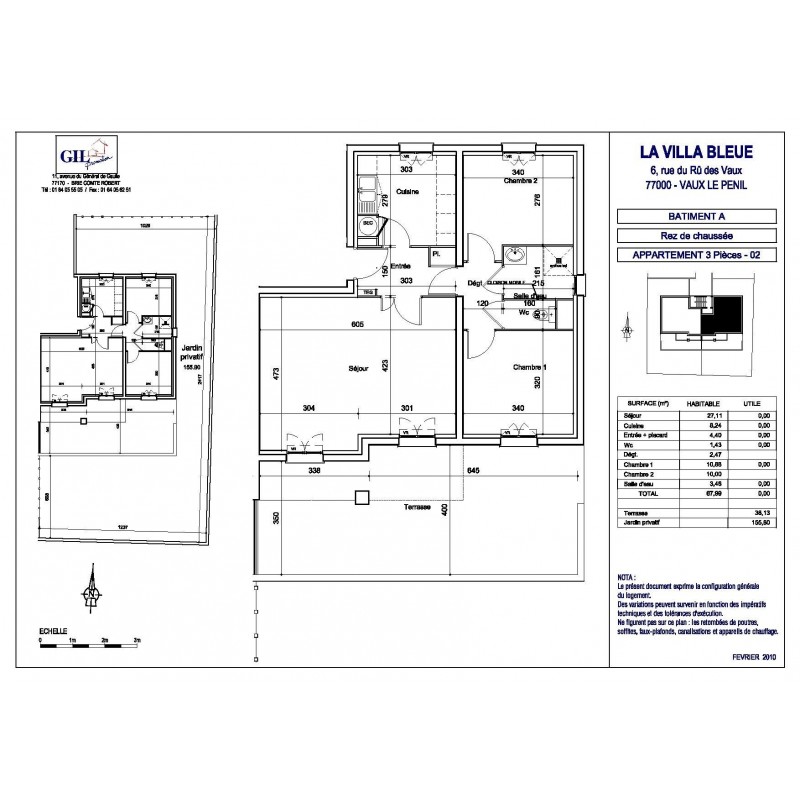 GIL
Promotion
11, avenue du Général de Gaulle
77170 - BRIE COMTE ROBERT
Tél : 01 64 05 55 05 / Fax : 01 64 05 62 51
1029
Jardin
privatif
155.80
1237
ECHELLE
0 1m 2m 3m
303
Cuisine
279
340
Chambre 2
276
Entrée
150
303
Pl.
Dégt.
161
215
Salle d'eau
120
160
Wc
90
605
473
Séjour
423
304
301
Chambre 1
320
340
338
645
350
Terrasse
400
LA VILLA BLEUE
6, rue du Rû des Vaux
77000 - VAUX LE PENIL
BATIMENT A
Rez de chaussée
APPARTEMENT 3 Pièces - 02
SURFACE (m²) HABITABLE UTILE
Séjour 27,11 0,00
Cuisine 8,24 0,00
Entrée + placard 4,40 0,00
Wc 1,43 0,00
Dégt. 2,47
Chambre 1 10,88 0,00
Chambre 2 10,00
Salle d'eau 3,46 0,00
TOTAL 67,99 0,00
Terrasse 38,13
Jardin privatif 155,80
NOTA :
Le présent document exprime la configuration générale
du logement.
Des variations peuvent survenir en fonction des impératifs
techniques et des tolérances d'exécution.
Ne figurent pas sur ce plan : les retombées de poutres,
soffites, faux-plafonds, canalisations et appareils de chauffage.
FEVRIER 2010